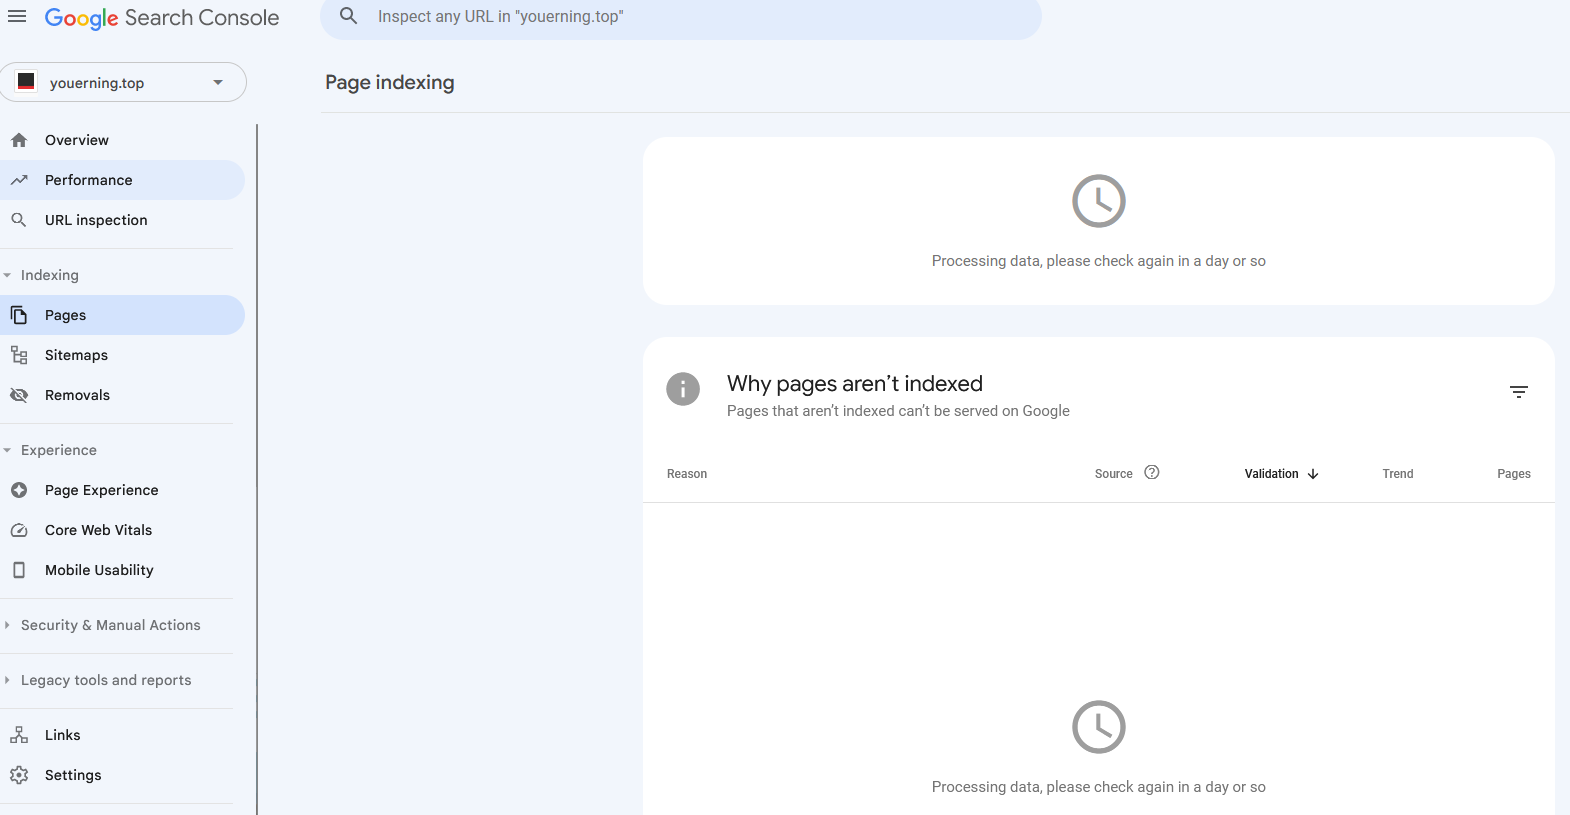 Google Search Console
Inspect any URL in "youerning.top"
youerning.top
Page indexing
Overview
Performance
URL inspection
Indexing
Pages
Sitemaps
Removals
Experience
Page Experience
Core Web Vitals
Mobile Usability
Security & Manual Actions
Legacy tools and reports
Links
Settings
Processing data, please check again in a day or so
Why pages aren’t indexed
Pages that aren’t indexed can’t be served on Google
Reason Source Validation Trend Pages
Processing data, please check again in a day or so